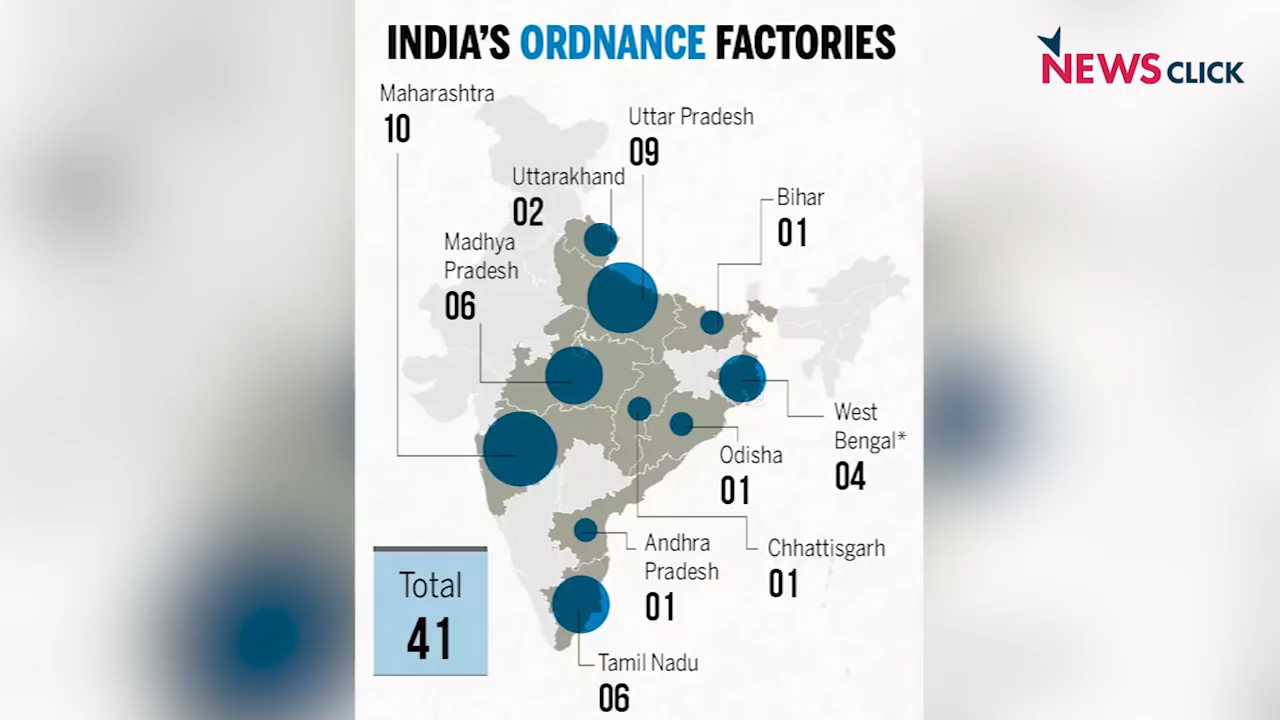 INDIA'S ORDNANCE FACTORIES
NEWS CLICK
Maharashtra
10
Uttar Pradesh
09
Uttarakhand
02
Bihar
01
Madhya
Pradesh
06
West
Bengal*
04
Odisha
01
Andhra
Pradesh
01
Chhattisgarh
01
Total
41
Tamil Nadu
06